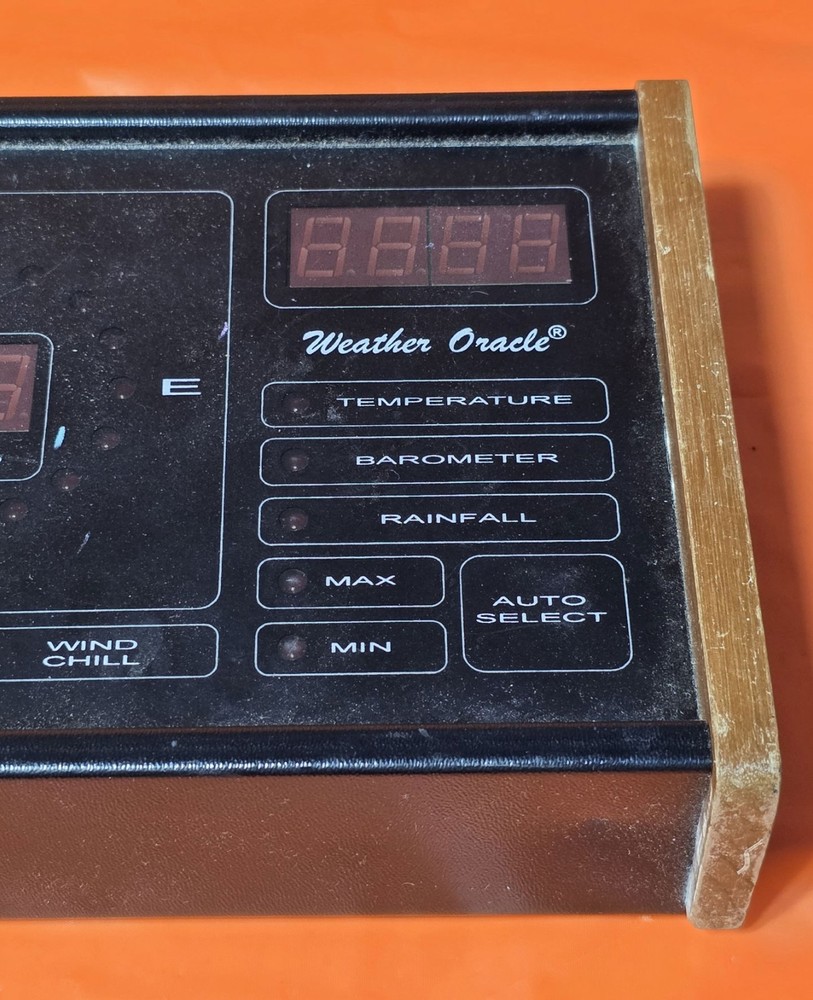 Weather Oracle®
E
TEMPERATURE
BAROMETER
RAINFALL
MAX
AUTO
SELECT
MIN
WIND
CHILL